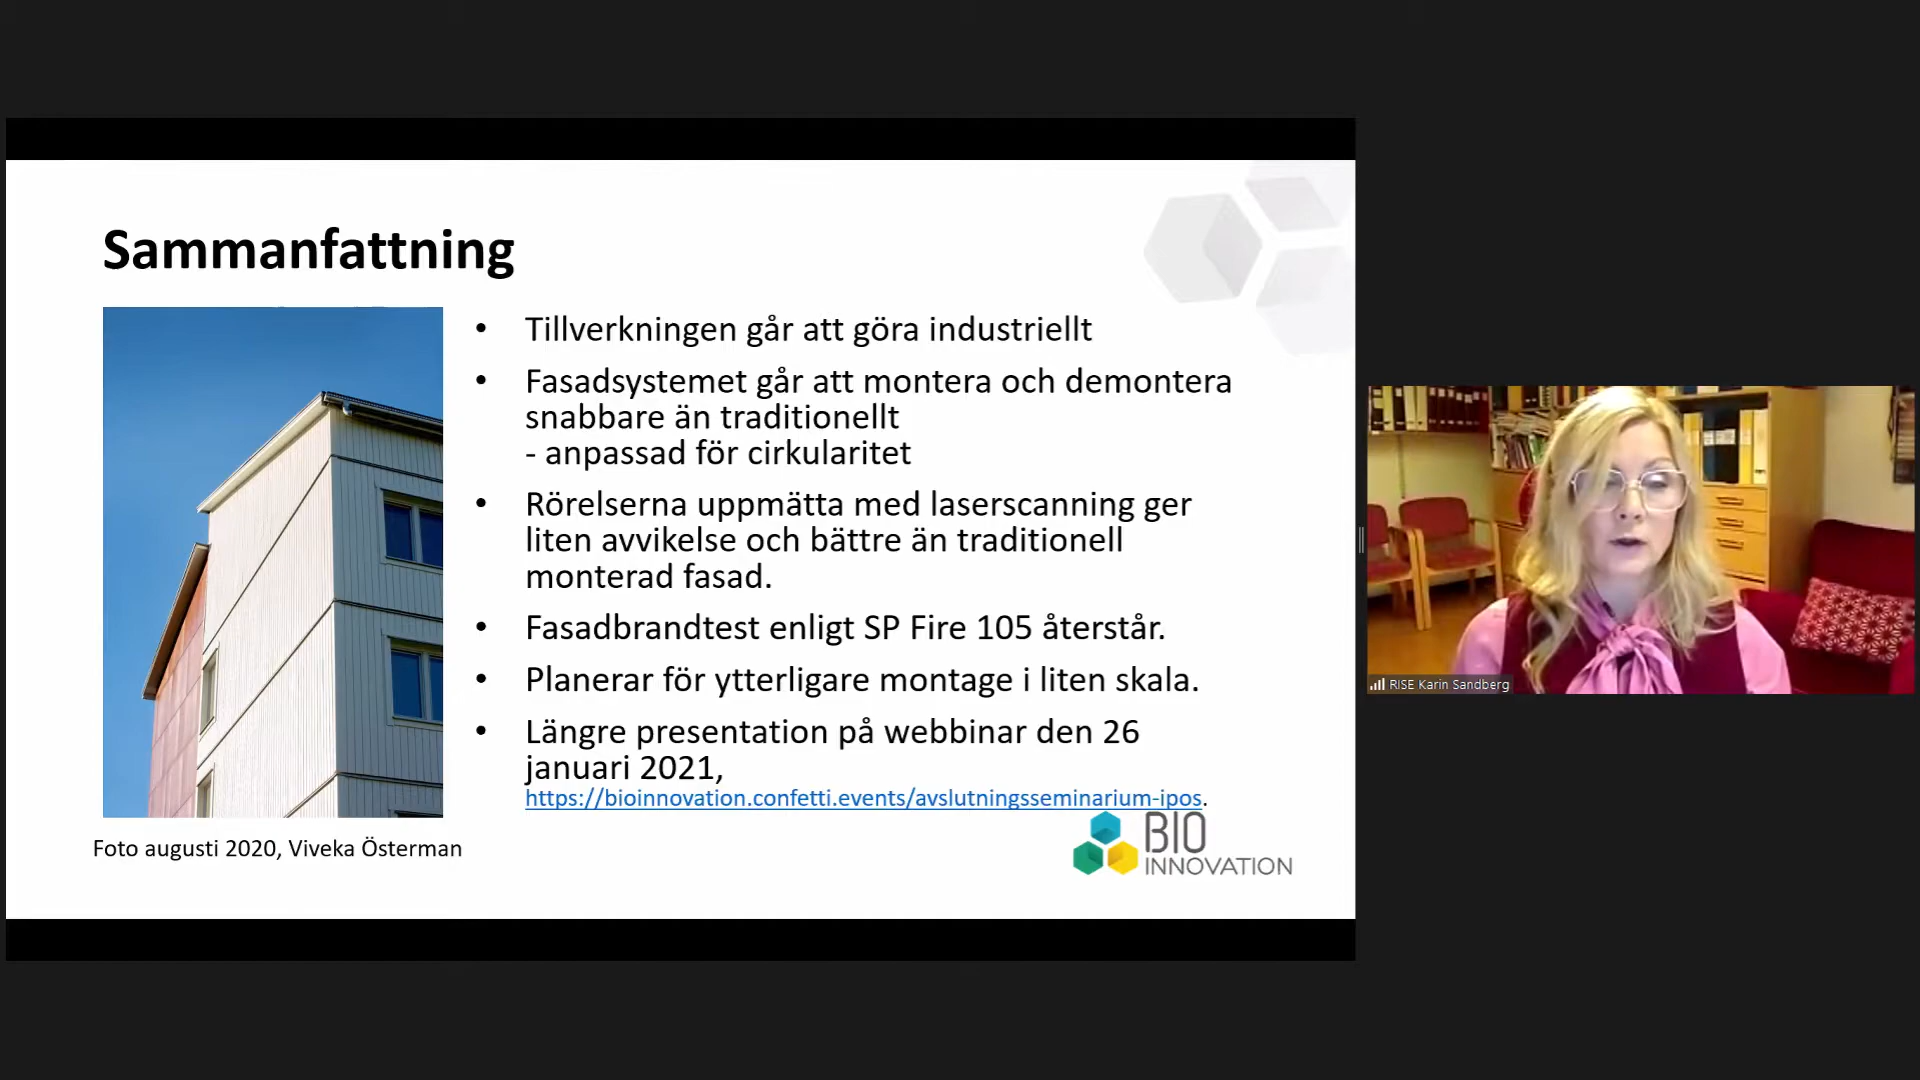 Sammanfattning
• Tillverkningen går att göra industriellt
• Fasadsystemet går att montera och demontera
snabbare än traditionellt
- anpassad för cirkularitet
• Rörelserna uppmätta med laserscanning ger
liten avvikelse och bättre än traditionell
monterad fasad.
• Fasadbrandtest enligt SP Fire 105 återstår.
• Planerar för ytterligare montage i liten skala.
• Längre presentation på webbinar den 26
januari 2021,
https://bioinnovation.confetti.events/avslutningsseminarium-ipos.
Foto augusti 2020, Viveka Österman
BIO
INNOVATION
RISE Karin Sandberg